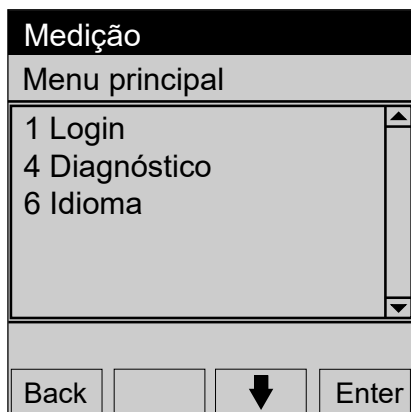 Medição
Menu principal
1 Login
4 Diagnóstico
6 Idioma
Back
Enter